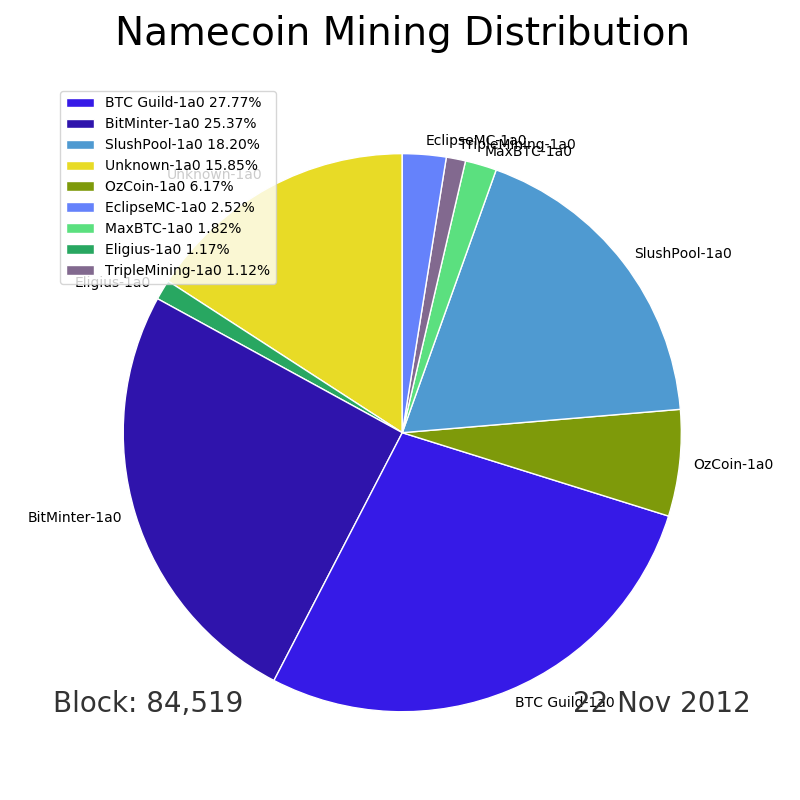 Namecoin Mining Distribution
BTC Guild-1a0 27.77%
BitMinter-1a0 25.37%
SlushPool-1a0 18.20%
Unknown-1a0 15.85%
OzCoin-1a0 6.17%
EclipseMC-1a0 2.52%
MaxBTC-1a0 1.82%
Eligius-1a0 1.17%
TripleMining-1a0 1.12%
EclipseMC-1a0
TripleMining-1a0
MaxBTC-1a0
Unknown-1a0
SlushPool-1a0
Eligius-1a0
OzCoin-1a0
BitMinter-1a0
BTC Guild-1a0
Block: 84,519
22 Nov 2012